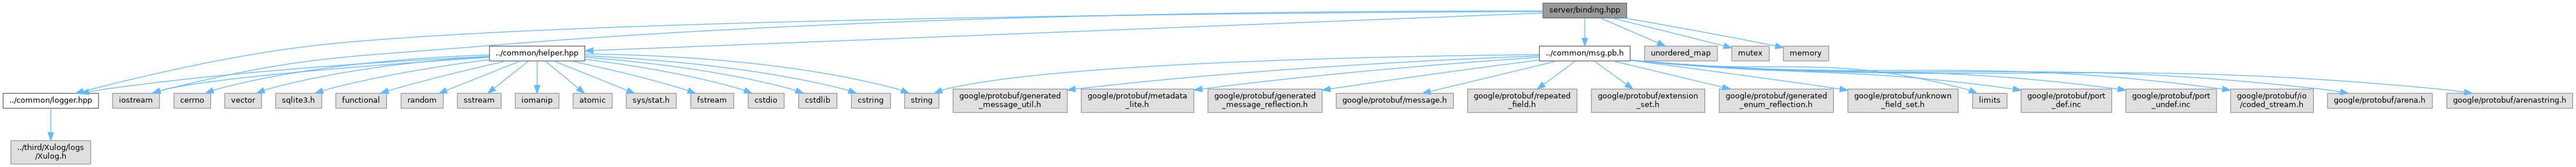 server/binding.hpp
../common/helper.hpp
../common/msg.pb.h
unordered_map
mutex
memory
../common/logger.hpp
iostream
cerrno
vector
sqlite3.h
functional
random
sstream
iomanip
atomic
sys/stat.h
fstream
cstdio
cstdlib
cstring
string
google/protobuf/generated
_message_util.h
google/protobuf/metadata
_lite.h
google/protobuf/generated
_message_reflection.h
google/protobuf/message.h
google/protobuf/repeated
_field.h
google/protobuf/extension
_set.h
google/protobuf/generated
_enum_reflection.h
google/protobuf/unknown
_field_set.h
limits
google/protobuf/port
_def.inc
google/protobuf/port
_undef.inc
google/protobuf/io
/coded_stream.h
google/protobuf/arena.h
google/protobuf/arenastring.h
../third/Xulog/logs
/Xulog.h